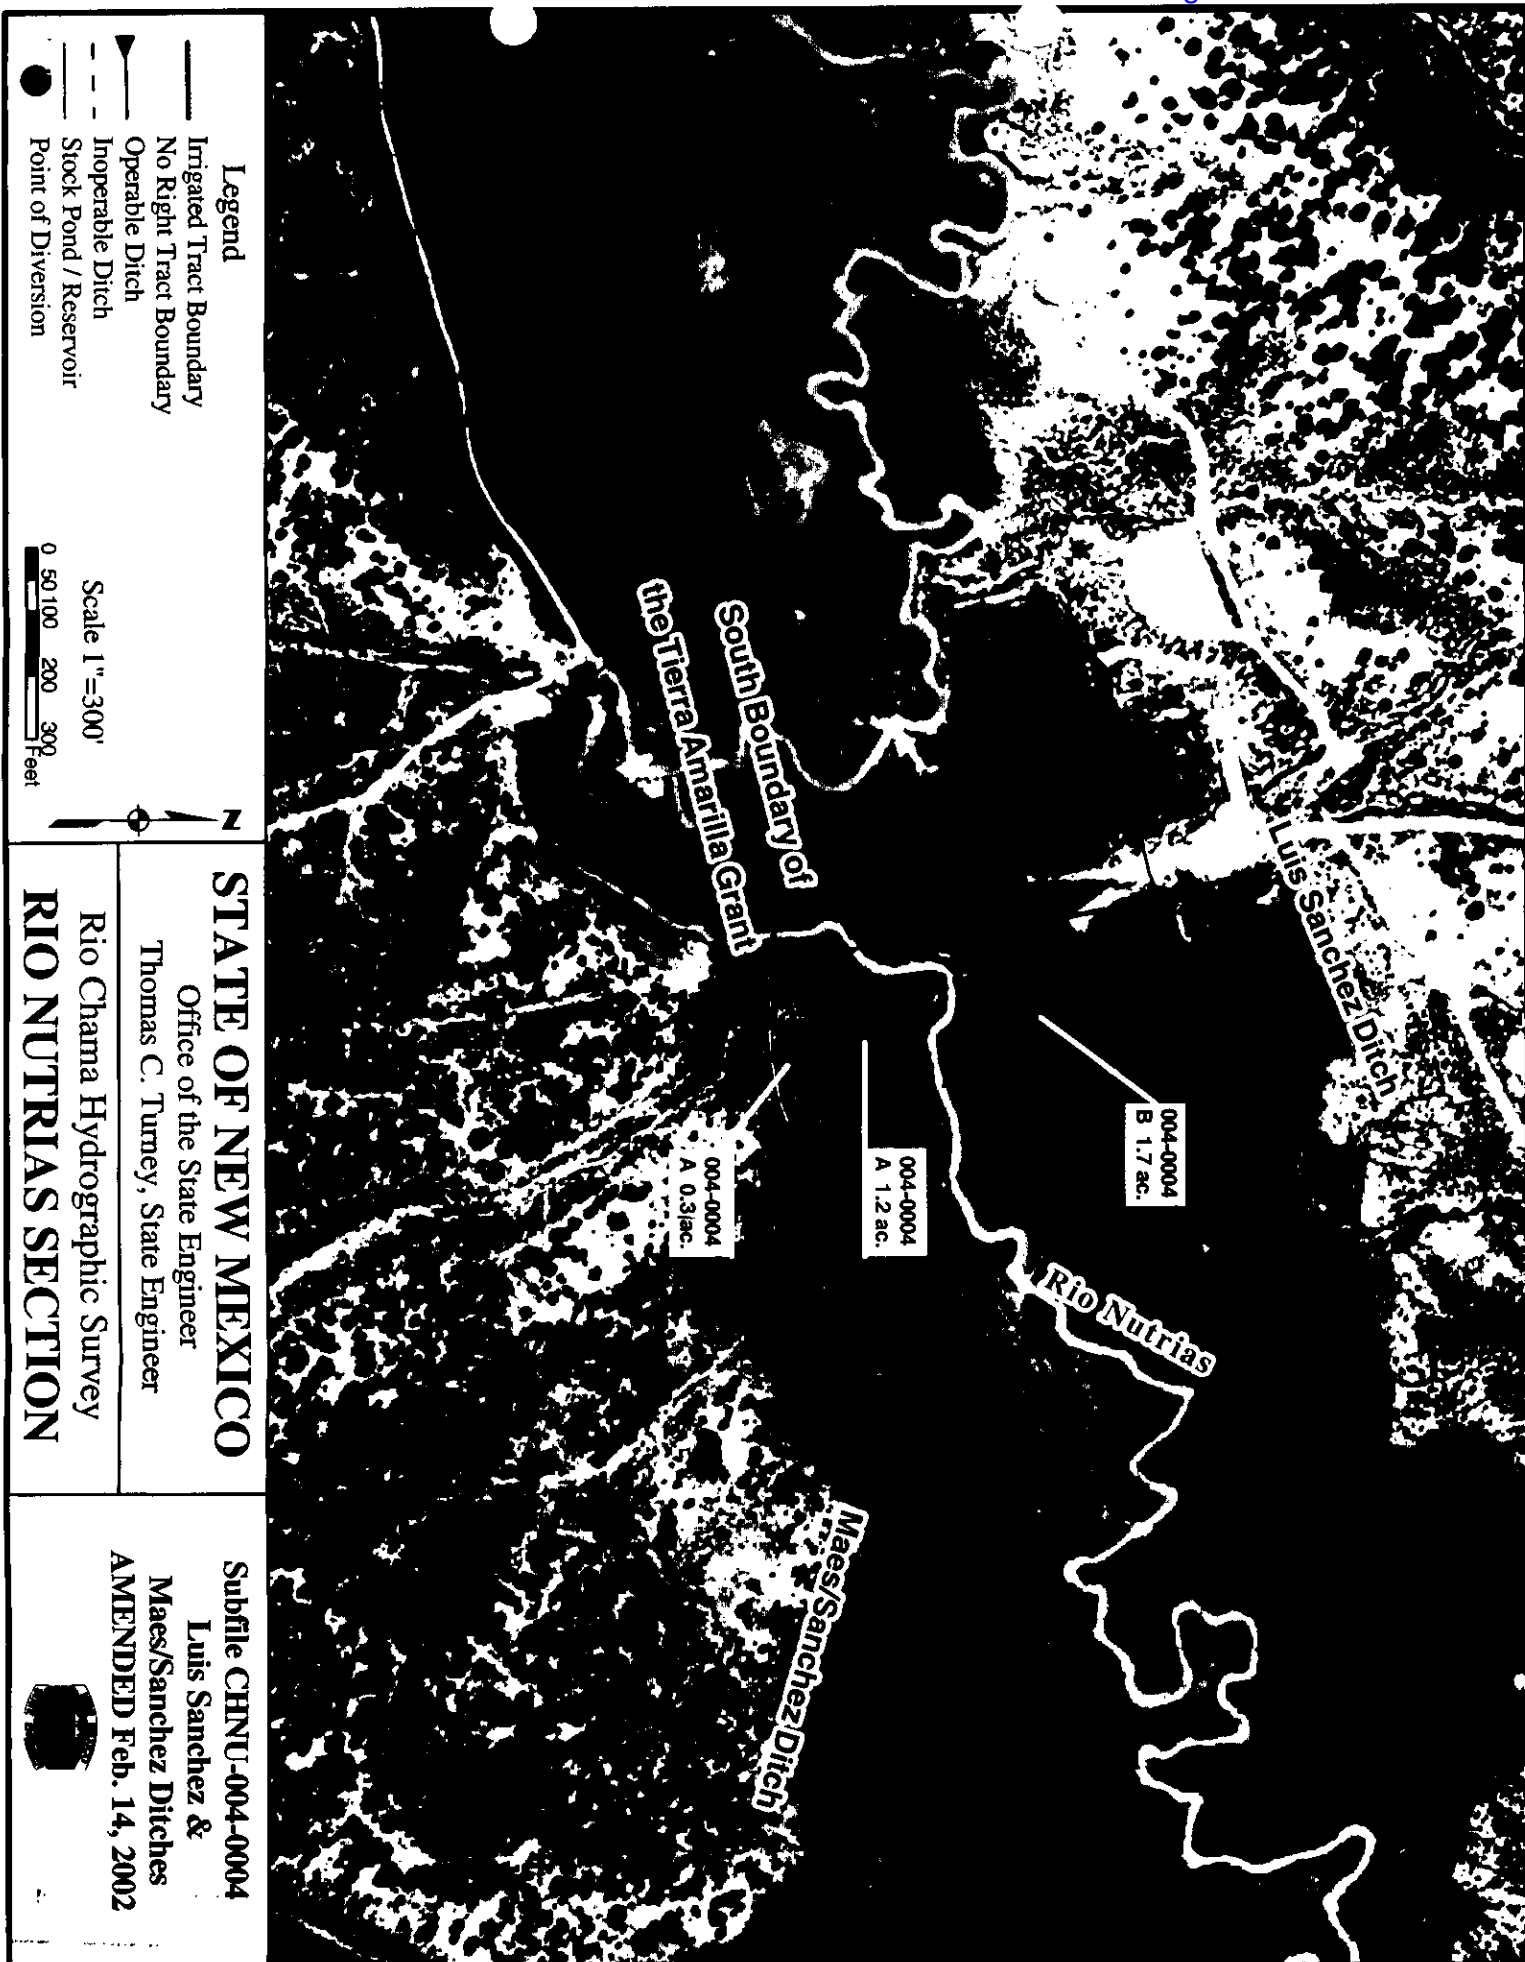 Luis Sanchez Ditch
004-0004
B 1.7 ac.
Rio Nutrias
South Boundary of
the Tierra Amarilla Grant
004-0004
A 1.2 ac.
004-0004
A 0.3 ac.
Maes/Sanchez Ditch
Legend
Irrigated Tract Boundary
No Right Tract Boundary
Operable Ditch
Inoperable Ditch
Stock Pond / Reservoir
Point of Diversion
Scale 1"=300'
0 50 100 200 300
Feet
N
STATE OF NEW MEXICO
Office of the State Engineer
Thomas C. Turney, State Engineer
Rio Chama Hydrographic Survey
RIO NUTRIAS SECTION
Subfile CHNU-004-0004
Luis Sanchez &
Maes/Sanchez Ditches
AMENDED Feb. 14, 2002